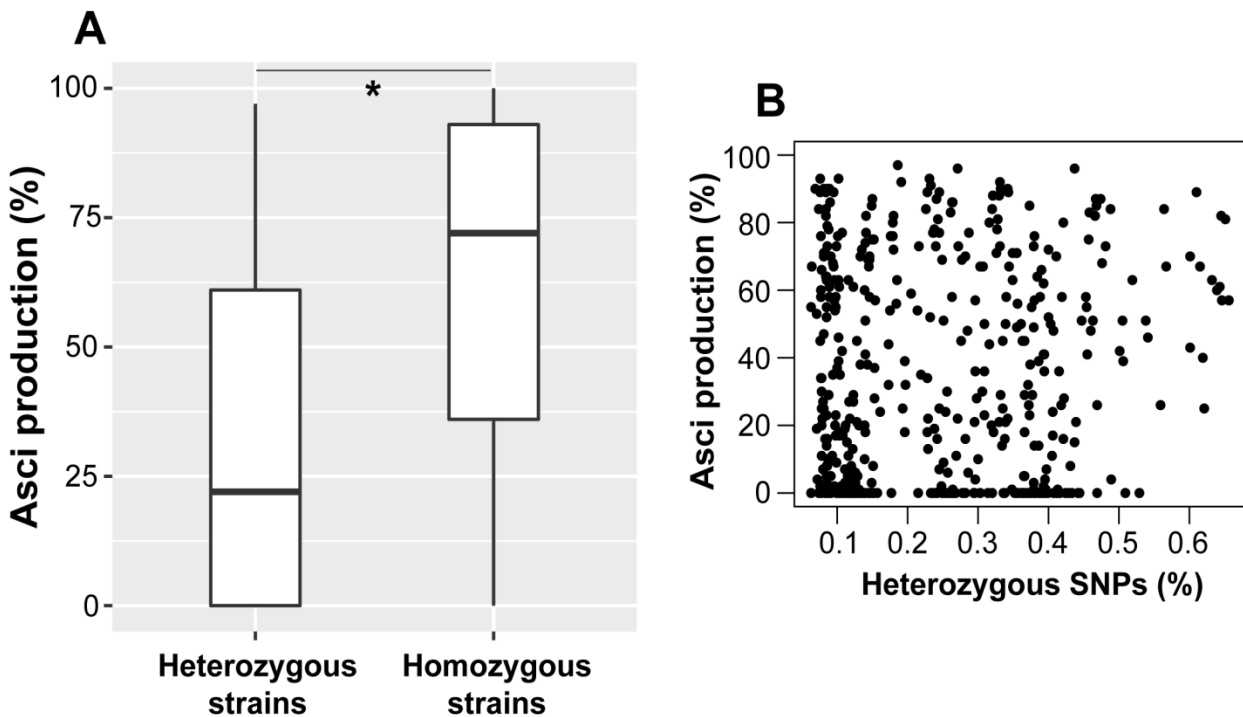 A
Asci production (%)
100
75
50
25
0
*
Heterozygous
strains
Homozygous
strains
B
Asci production (%)
100
80
60
40
20
0
0.1 0.2 0.3 0.4 0.5 0.6
Heterozygous SNPs (%)